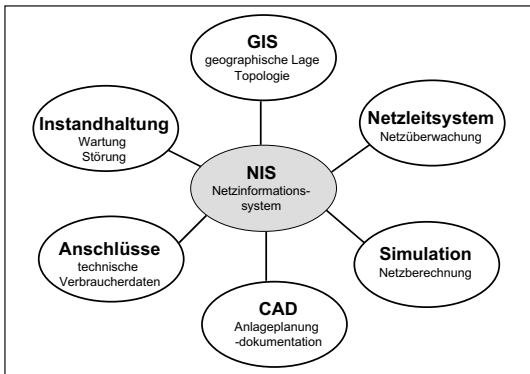 GIS
geographische Lage
Topologie
Instandhaltung
Wartung
Störung
Netzleitsystem
Netzüberwachung
NIS
Netzinformations-
system
Anschlüsse
technische
Verbraucherdaten
Simulation
Netzberechnung
CAD
Anlageplanung
-dokumentation